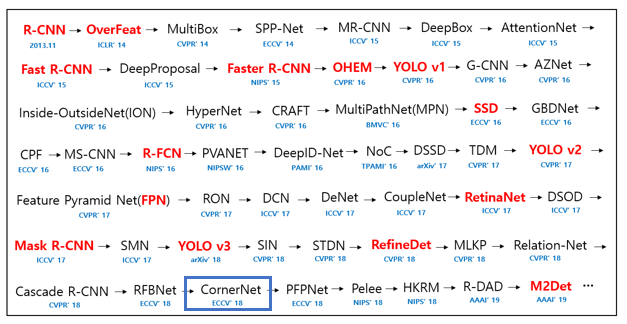 R-CNN → OverFeat → MultiBox → SPP-Net → MR-CNN → DeepBox → AttentionNet →
2013.11 ICLR' 14 CVPR' 14 ECCV' 14 ICCV' 15 ICCV' 15 ICCV' 15
Fast R-CNN → DeepProposal → Faster R-CNN → OHEM → YOLO v1 → G-CNN → AZNet →
ICCV' 15 ICCV' 15 NIPS' 15 CVPR' 16 CVPR' 16 CVPR' 16 CVPR' 16
Inside-OutsideNet(ION) → HyperNet → CRAFT → MultiPathNet(MPN) → SSD → GBDNet →
CVPR' 16 CVPR' 16 CVPR' 16 BMVC' 16 ECCV' 16 ECCV' 16
CPF → MS-CNN → R-FCN → PVANET → DeepID-Net → NoC → DSSD → TDM → YOLO v2 →
ECCV' 16 ECCV' 16 NIPS' 16 NIPSW' 16 PAMI' 16 TPAMI' 16 arXiv' 17 CVPR' 17 CVPR' 17
Feature Pyramid Net(FPN) → RON → DCN → DeNet → CoupleNet → RetinaNet → DSOD →
CVPR' 17 CVPR' 17 ICCV' 17 ICCV' 17 ICCV' 17 ICCV' 17 ICCV' 17
Mask R-CNN → SMN → YOLO v3 → SIN → STDN → RefineDet → MLKP → Relation-Net →
ICCV' 17 ICCV' 17 arXiv' 18 CVPR' 18 CVPR' 18 CVPR' 18 CVPR' 18 CVPR' 18
Cascade R-CNN → RFBNet → CornerNet → PFPNet → Pelee → HKRM → R-DAD → M2Det ···
CVPR' 18 ECCV' 18 ECCV' 18 ECCV' 18 NIPS' 18 NIPS' 18 AAAI' 19 AAAI' 19